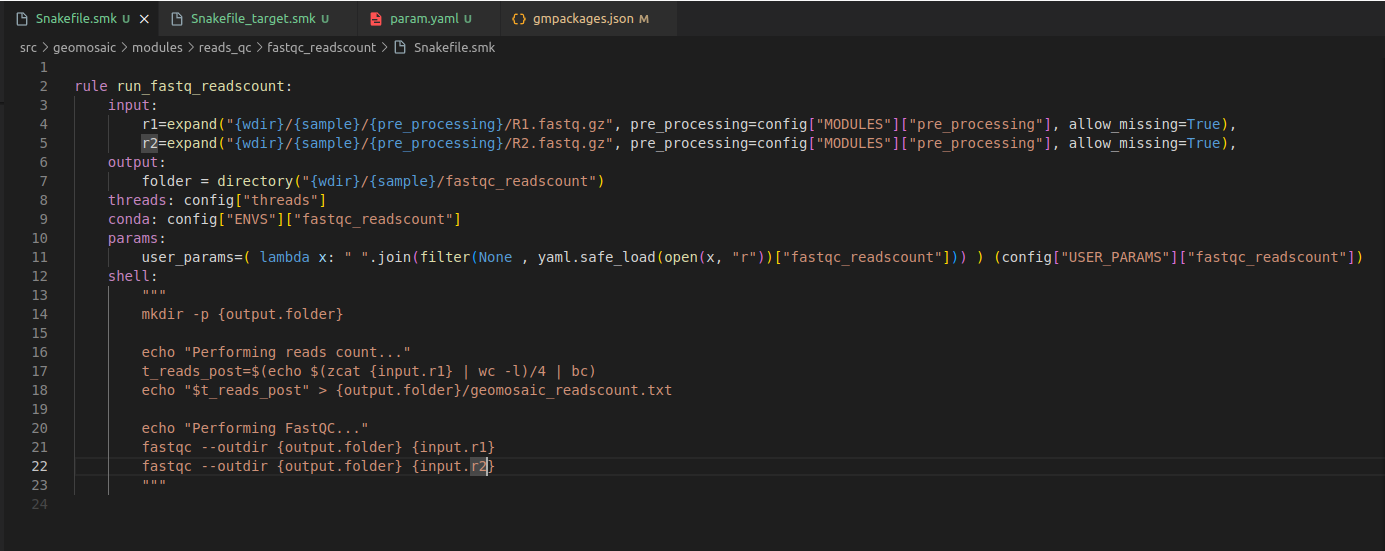 Snakefile.smk U × Snakefile_target.smk U param.yaml U {} gmpackages.json M
src > geomosaic > modules > reads_qc > fastqc_readscount > Snakefile.smk
1
2 rule run_fastq_readscount:
3     input:
4         r1=expand("{wdir}/{sample}/{pre_processing}/R1.fastq.gz", pre_processing=config["MODULES"]["pre_processing"], allow_missing=True),
5         r2=expand("{wdir}/{sample}/{pre_processing}/R2.fastq.gz", pre_processing=config["MODULES"]["pre_processing"], allow_missing=True),
6     output:
7         folder = directory("{wdir}/{sample}/fastqc_readscount")
8     threads: config["threads"]
9     conda: config["ENVS"]["fastqc_readscount"]
10     params:
11         user_params=( lambda x: " ".join(filter(None , yaml.safe_load(open(x, "r"))["fastqc_readscount"])) ) (config["USER_PARAMS"]["fastqc_readscount"])
12     shell:
13         """
14         mkdir -p {output.folder}
15
16         echo "Performing reads count..."
17         t_reads_post=$(echo $(zcat {input.r1} | wc -l)/4 | bc)
18         echo "$t_reads_post" > {output.folder}/geomosaic_readscount.txt
19
20         echo "Performing FastQC..."
21         fastqc --outdir {output.folder} {input.r1}
22         fastqc --outdir {output.folder} {input.r2}
23         """
24